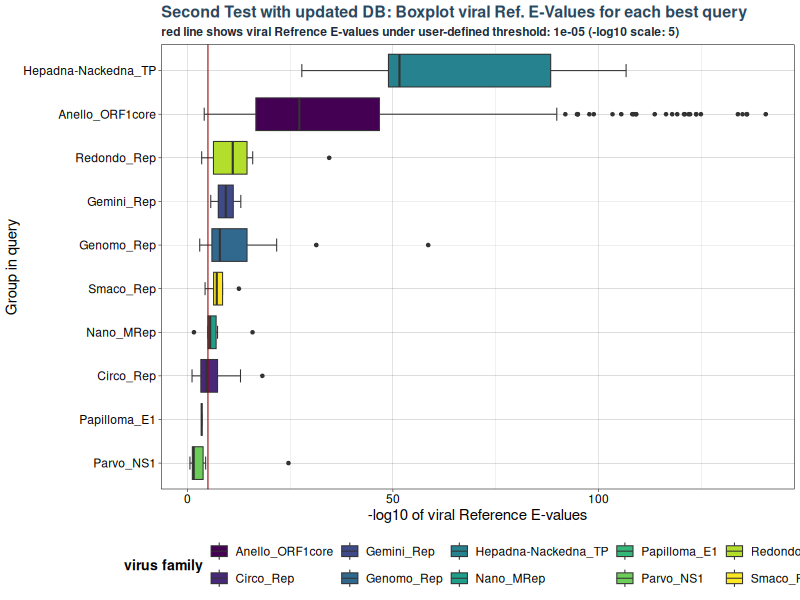 Second Test with updated DB: Boxplot viral Ref. E-Values for each best query
red line shows viral Refrence E-values under user-defined threshold: 1e-05 (-log10 scale: 5)
Group in query
Hepadna-Nackedna_TP
Anello_ORF1core
Redondo_Rep
Gemini_Rep
Genomo_Rep
Smaco_Rep
Nano_MRep
Circo_Rep
Papilloma_E1
Parvo_NS1
0 50 100
-log10 of viral Reference E-values
virus family
Anello_ORF1core Gemini_Rep Hepadna-Nackedna_TP Papilloma_E1 Redondo
Circo_Rep Genomo_Rep Nano_MRep Parvo_NS1 Smaco_R